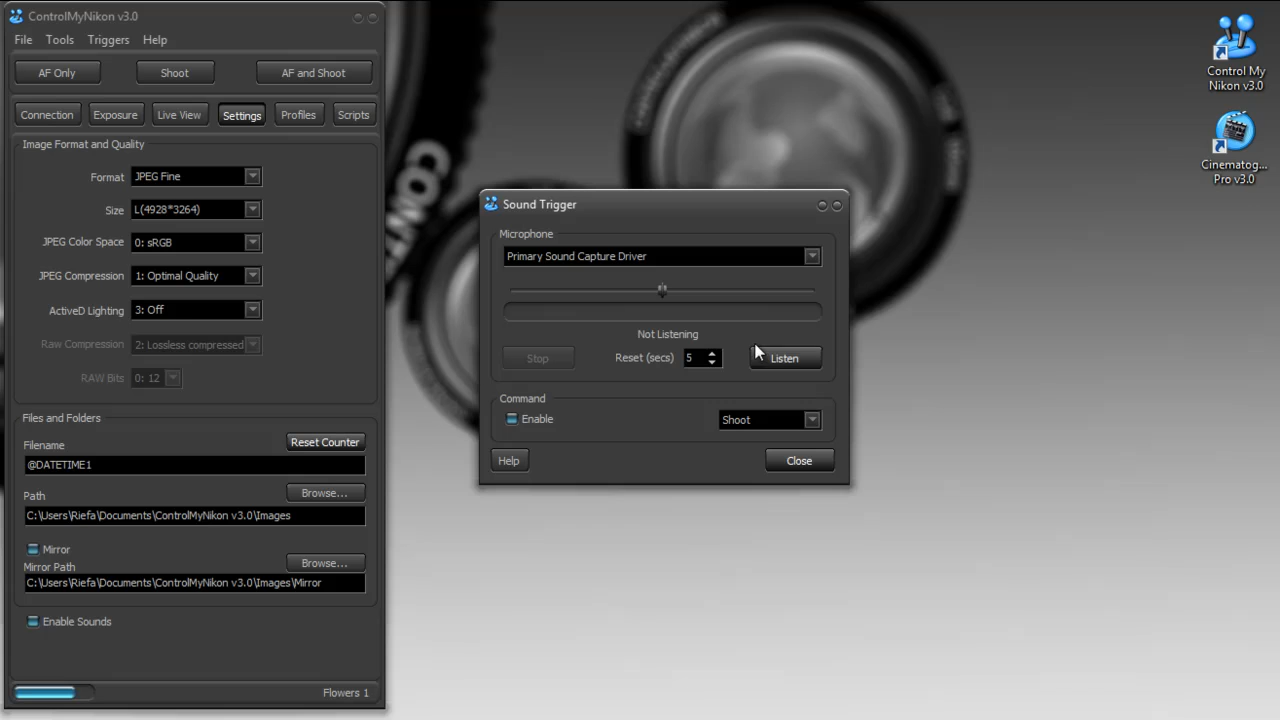 ControlMyNikon v3.0
File Tools Triggers Help
AF Only Shoot AF and Shoot
Connection Exposure Live View Settings Profiles Scripts
Image Format and Quality
Format JPEG Fine
Size L(4928*3264)
JPEG Color Space 0: sRGB
JPEG Compression 1: Optimal Quality
ActiveD Lighting 3: Off
Raw Compression 2: Lossless compressed
RAW Bits 0: 12
Files and Folders
Filename Reset Counter
@DATETIME1
Path Browse...
C:\Users\Riefa\Documents\ControlMyNikon v3.0\Images
Mirror
Mirror Path Browse...
C:\Users\Riefa\Documents\ControlMyNikon v3.0\Images\Mirror
Enable Sounds
Flowers 1
Sound Trigger
Microphone
Primary Sound Capture Driver
Not Listening
Stop Reset (secs) 5 Listen
Command
Enable Shoot
Help Close
Control My
Nikon v3.0
Cinematog...
Pro v3.0